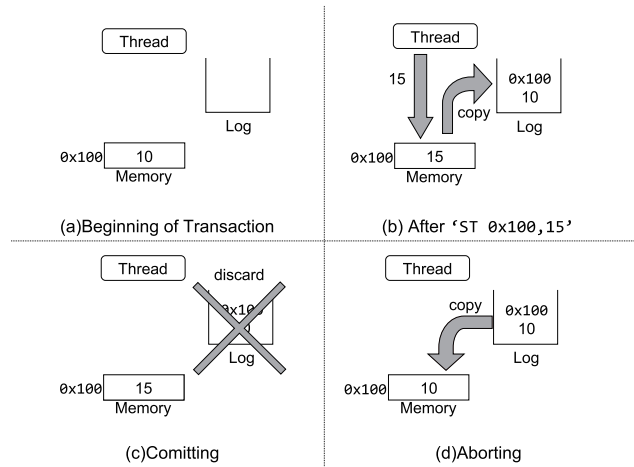 Thread
Log
0x100
10
Memory
(a)Beginning of Transaction
Thread
15
copy
0x100
10
Log
0x100
15
Memory
(b) After ‘ST 0x100,15’
Thread
discard
0x100
Log
0x100
15
Memory
(c)Comitting
Thread
copy
0x100
10
Log
0x100
10
Memory
(d)Aborting